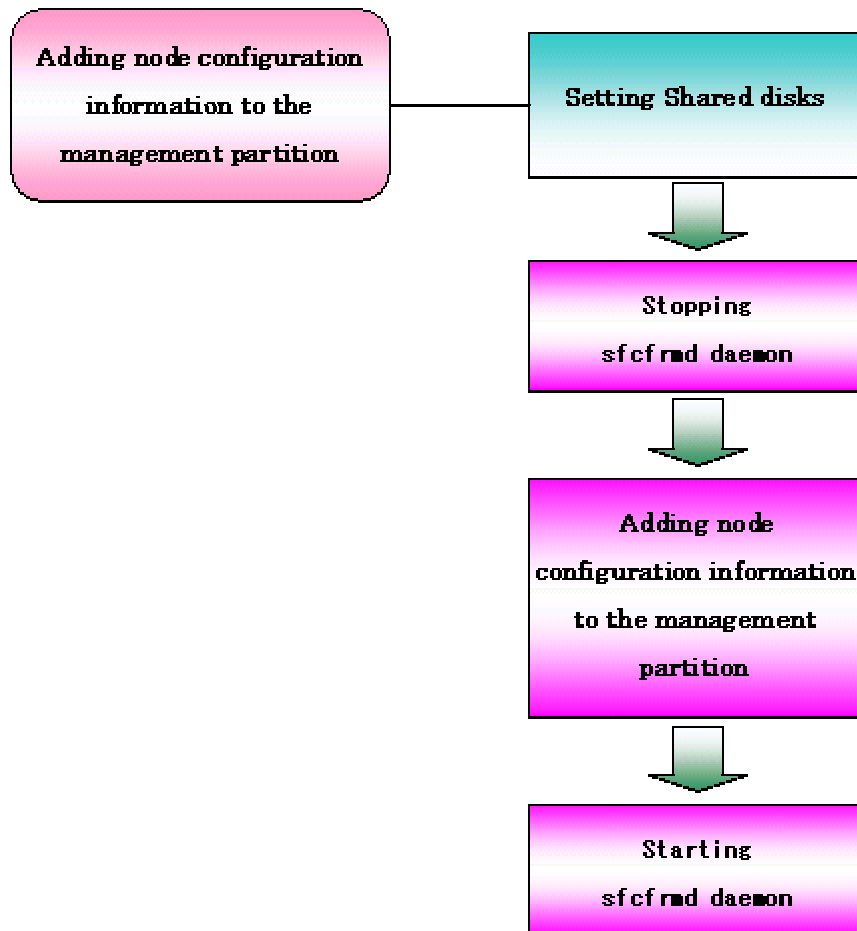 Adding node configuration
information to the
management partition
Setting Shared disks
Stopping
sfcfrmd daemon
Adding node
configuration information
to the management
partition
Starting
sfcfrmd daemon